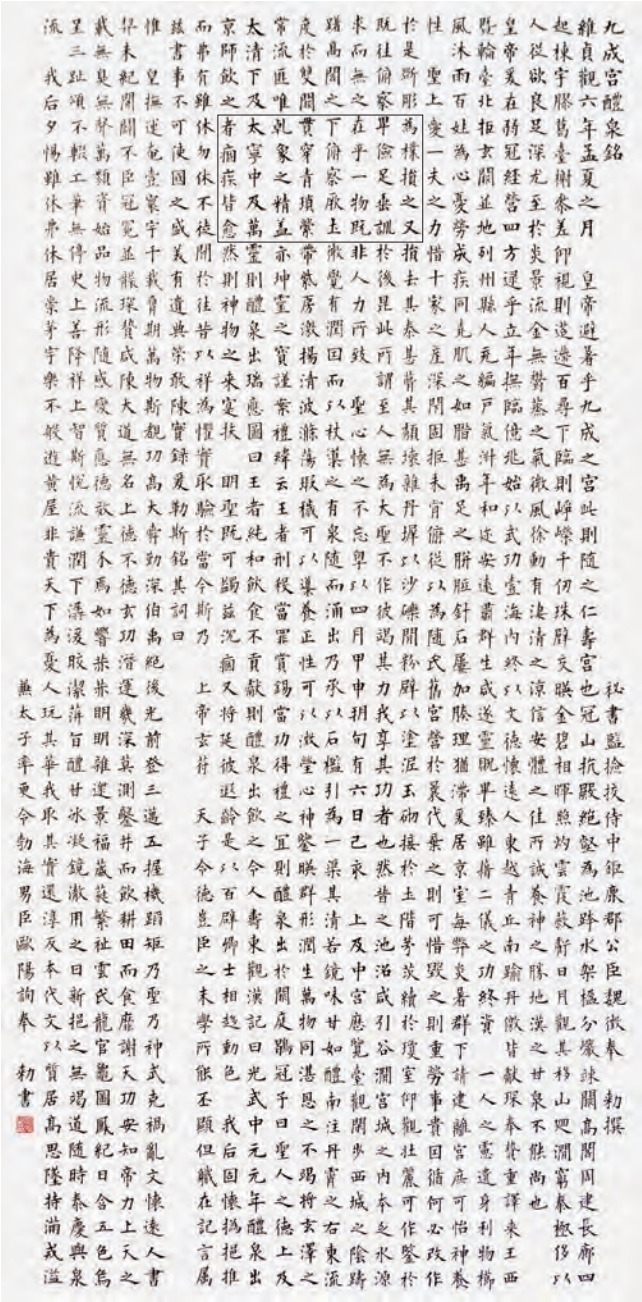 九成宮醴泉銘 秘書監撿挍侍中鉅鹿郡公臣魏徵奉 勑撰
維貞觀六年孟夏之月 皇帝避暑乎九成之宮此則隨之仁壽宮也冠山抗殿絕壑為池跨水架楹分巖竦闕高閣周建長廊四
起棟宇膠葛臺榭參差仰視則迢遰百尋下臨則崢嶸千仞珠璧交暎金碧相暉照灼雲霞蔽虧日月觀其移山迴澗窮泰極侈以
人從欲良足深尤至於炎景流金無鬱蒸之氣微風徐動有淒清之涼信安體之佳所誠養神之勝地漢之甘泉不能尚也
皇帝爰在弱冠經營四方逮乎立年撫臨億兆始以武功壹海內終以文德懷遠人東越青丘南踰丹徼皆獻琛奉贄重譯來王西
暨輪臺北拒玄闕並地列州縣人充編戶氣淑年和迩安遠肅群生咸遂靈貺畢臻雖藉二儀之功終資 一人之慮遺身利物櫛
風沐雨百姓為心憂勞成疾同堯肌之如腊甚禹足之胼胝針石屢加腠理猶滯爰居京室每弊炎暑群下請建離宮庶可怡神養
性 聖上愛一夫之力惜十家之產深閉固拒未肯俯從以為隨氏舊宮營於曩代棄之則可惜毀之則重勞事貴因循何必改作
於是斲彫為樸損之又損去其泰甚葺其頹壞雜丹墀以沙礫間粉壁以塗泥玉砌接於土階茅茨續於瓊室仰觀壯麗可作鑒於
既往俯察卑儉足垂訓於後昆此所謂至人無為大聖不作彼竭其力我享其功者也然昔之池沼咸引谷澗宮城之內本乏水源
求而無之在乎一物既非人力所致 聖心懷之不忘粵以四月甲申朔旬有六日己亥 上及中宮歷覽臺觀閑步西城之陰躊
躇高閣之下俯察厥土微覺有潤因而以杖導之有泉隨而涌出乃承以石檻引為一渠其清若鏡味甘如醴南注丹霄之右東流
度於雙闕貫穿青瑣縈帶紫房激揚清波滌蕩瑕穢可以導養正性可以澂瑩心神鑒暎群形潤生萬物同湛恩之不竭將玄澤之
常流匪唯乾象之精蓋亦坤靈之寶謹案禮緯云王者刑殺當罪賞錫當功得禮之宜則醴泉出於闕庭鶡冠子曰聖人之德上及
太清下及太寧中及萬靈則醴泉出瑞應圖曰王者純和飲食不貢獻則醴泉出飲之令人壽東觀漢記曰光武中元元年醴泉出
京師飲之者痼疾皆愈然則神物之來寔扶 明聖既可蠲茲沉痼又將延彼遐齡是以百辟卿士相趨動色 我后固懷撝挹推
而弗有雖休勿休不徒聞於往昔以祥為懼實取驗於當今斯乃 上帝玄符 天子令德豈臣之末學所能丕顯但職在記言屬
茲書事不可使國之盛美有遺典策敢陳實錄爰勒斯銘其詞曰
惟 皇撫運奄壹寰宇千載膺期萬物斯覩功高大舜勤深伯禹絕後光前登三邁五握機蹈矩乃聖乃神武克禍亂文懷遠人書
契未紀開闢不臣冠冕並襲琛贄咸陳大道無名上德不德玄功潛運幾深莫測鑿井而飲耕田而食靡謝天功安知帝力上天之
載無臭無聲萬類資始品物流形隨感變質應德效靈介焉如響赫赫明明雜遝景福葳蕤繁祉雲氏龍官龜圖鳳紀日含五色烏
呈三趾頌不輟工筆無停史上善降祥上智斯悅流謙潤下潺湲皎潔蓱旨醴甘冰凝鏡澈用之日新挹之無竭道隨時泰慶與泉
流 我后夕惕雖休弗休居崇茅宇樂不般遊黃屋非貴天下為憂人玩其華我取其實還淳反本代文以質居高思墜持滿戒溢
兼太子率更令勃海男臣歐陽詢奉 勑書